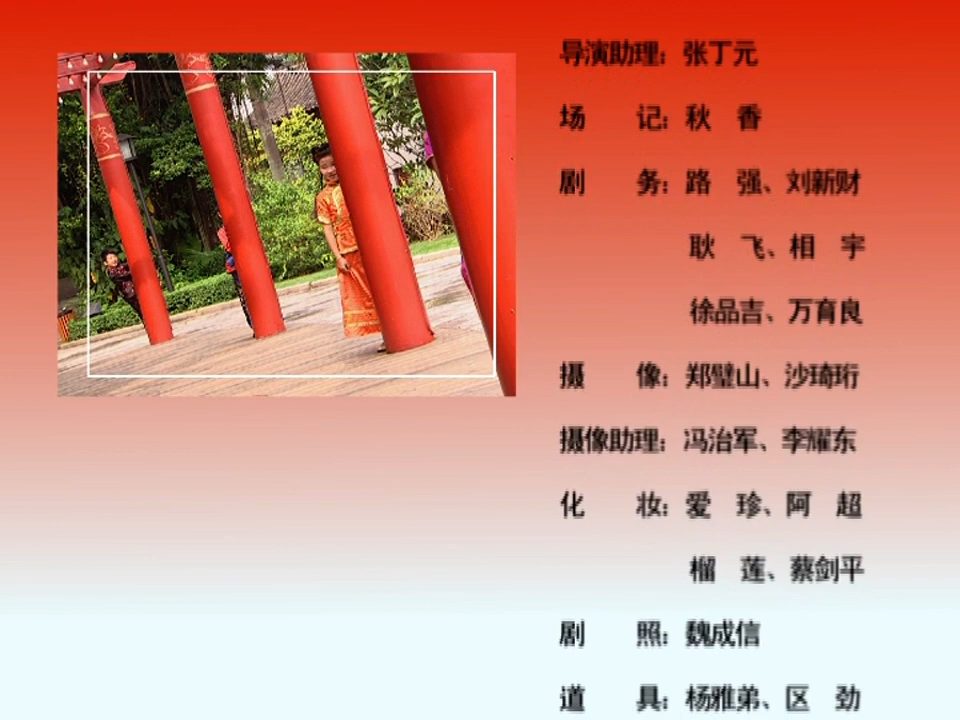 导演助理：张丁元
场　　记：秋　香
剧　　务：路　强、刘新财
耿　飞、相　宇
徐品吉、万育良
摄　　像：郑璧山、沙琦珩
摄像助理：冯治军、李耀东
化　　妆：爱　珍、阿　超
榴　莲、蔡剑平
剧　　照：魏成信
道　　具：杨雅弟、区　劲